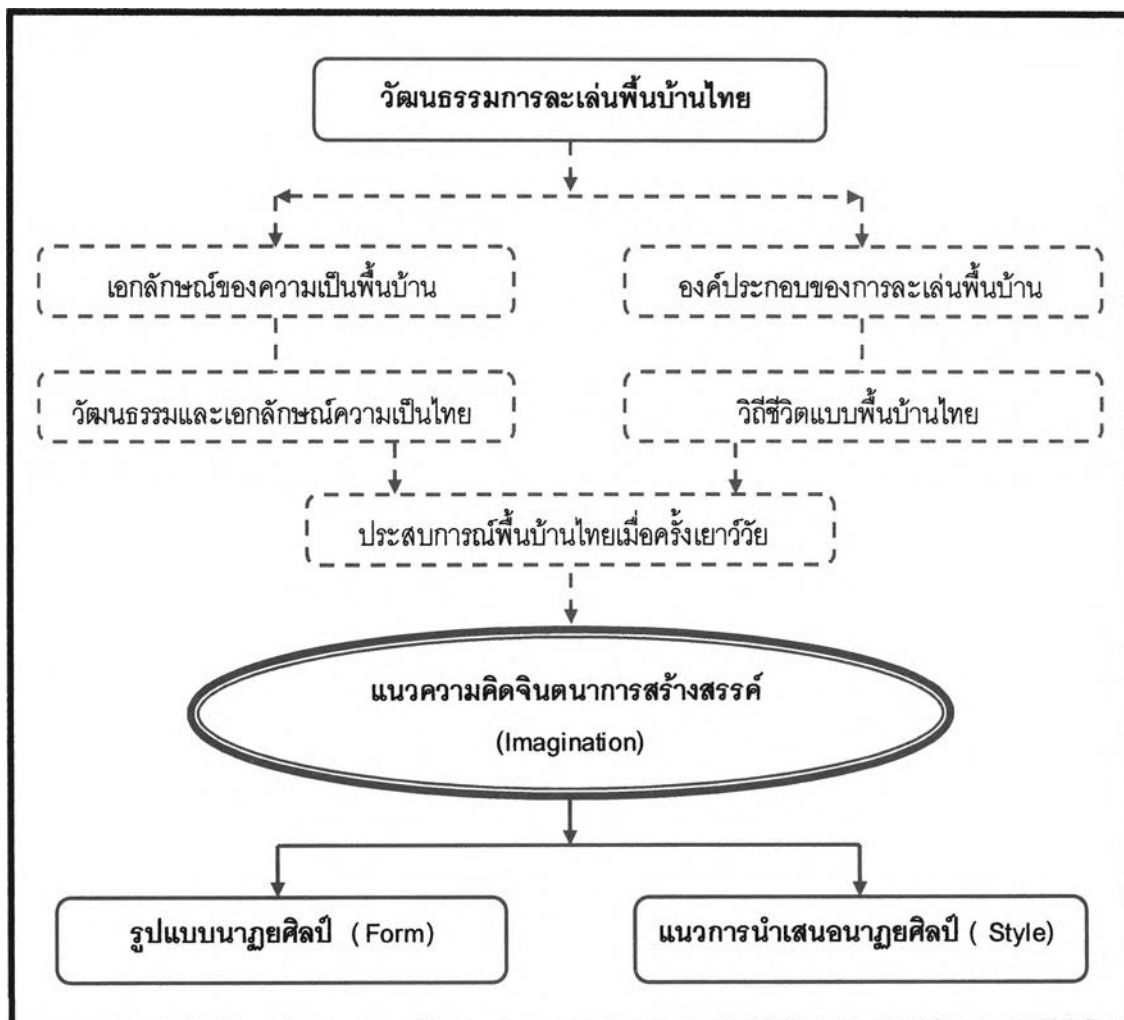 วัฒนธรรมการละเล่นพื้นบ้านไทย
เอกลักษณ์ของความเป็นพื้นบ้าน
องค์ประกอบของการละเล่นพื้นบ้าน
วัฒนธรรมและเอกลักษณ์ความเป็นไทย
วิถีชีวิตแบบพื้นบ้านไทย
ประสบการณ์พื้นบ้านไทยเมื่อครั้งเยาว์วัย
แนวความคิดจินตนาการสร้างสรรค์
(Imagination)
รูปแบบนาฏยศิลป์ (Form)
แนวการนำเสนอนาฏยศิลป์ ( Style)